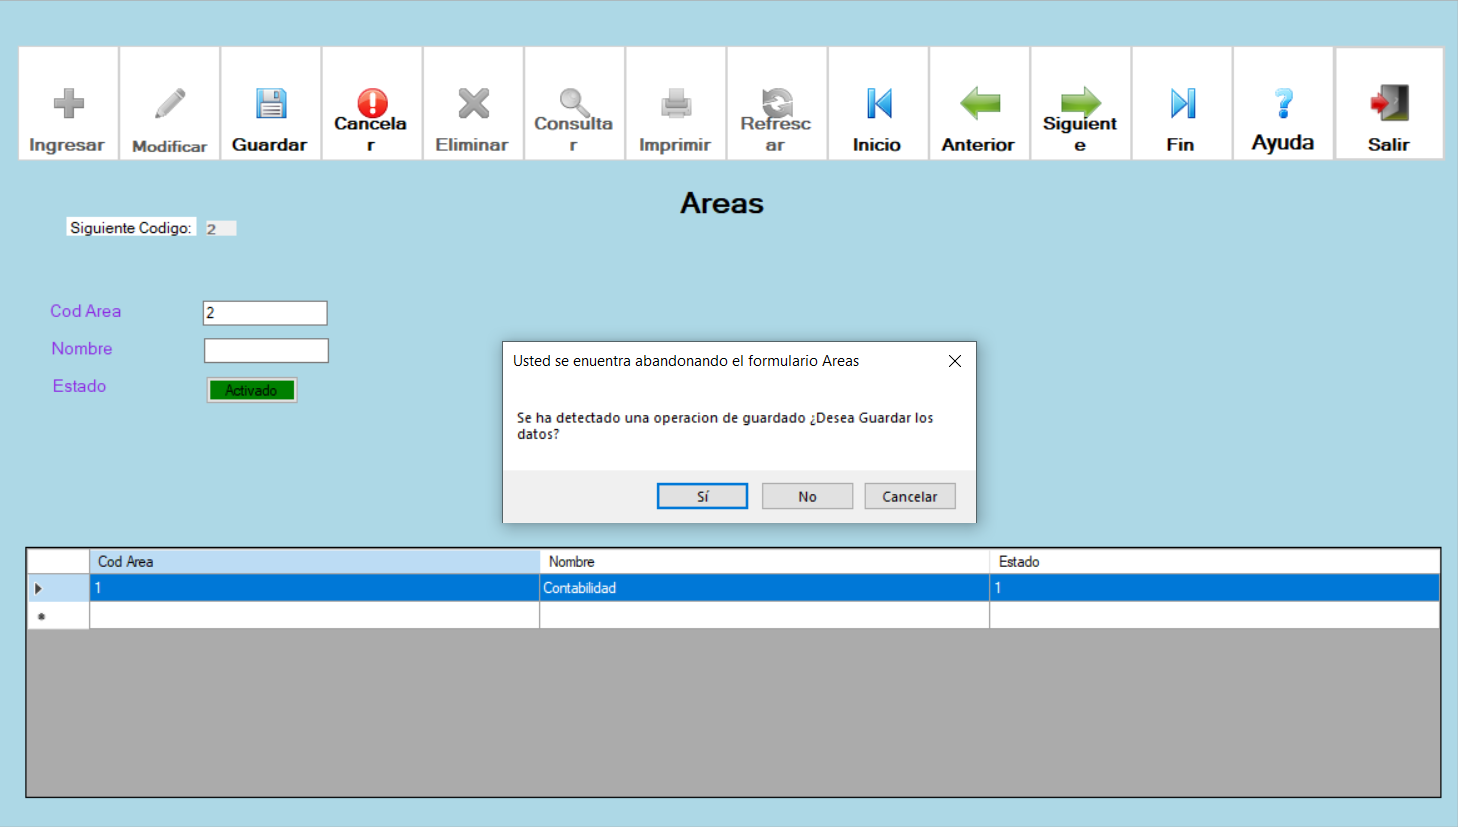 Ingresar
Modificar
Guardar
Cancela
r
Eliminar
Consulta
r
Imprimir
Refresc
ar
Inicio
Anterior
Siguient
e
Fin
Ayuda
Salir
Areas
Siguiente Codigo: 2
Cod Area 2
Nombre
Estado Activado
Usted se enuentra abandonando el formulario Areas
Se ha detectado una operacion de guardado ¿Desea Guardar los
datos?
Sí No Cancelar
Cod Area Nombre Estado
1 Contabilidad 1